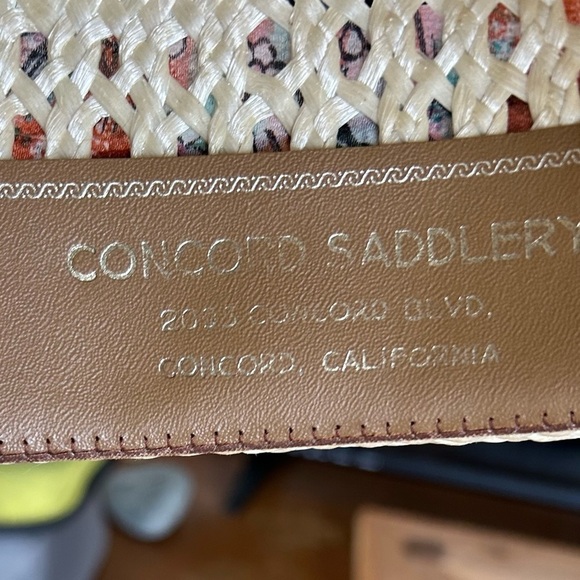 CONCORD SADDLERY
2035 CONCORD BLVD.
CONCORD, CALIFORNIA